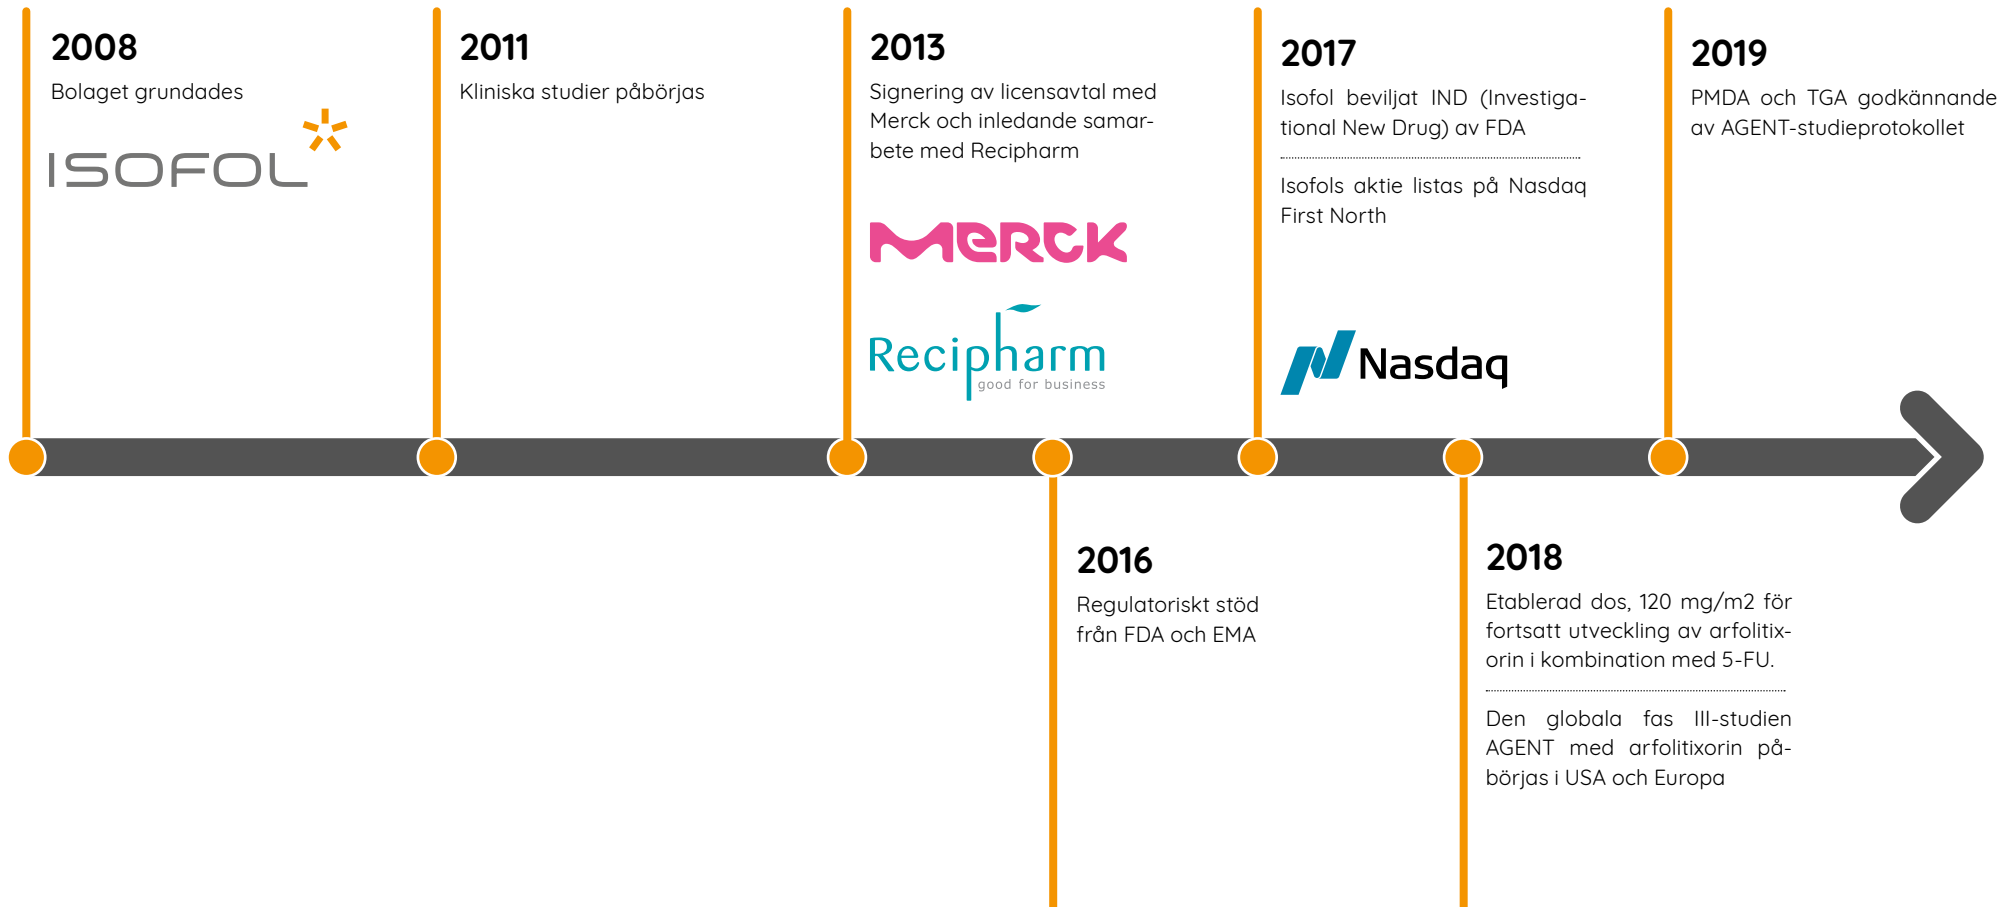 2008
Bolaget grundades
ISOFOL
2011
Kliniska studier påbörjas
2013
Signering av licensavtal med
Merck och inledande samar-
bete med Recipharm
MERCK
Recipharm
good for business
2016
Regulatoriskt stöd
från FDA och EMA
2017
Isofol beviljat IND (Investiga-
tional New Drug) av FDA
Isofols aktie listas på Nasdaq
First North
Nasdaq
2018
Etablerad dos, 120 mg/m2 för
fortsatt utveckling av arfolitix-
orin i kombination med 5-FU.
Den globala fas III-studien
AGENT med arfolitixorin på-
börjas i USA och Europa
2019
PMDA och TGA godkännande
av AGENT-studieprotokollet